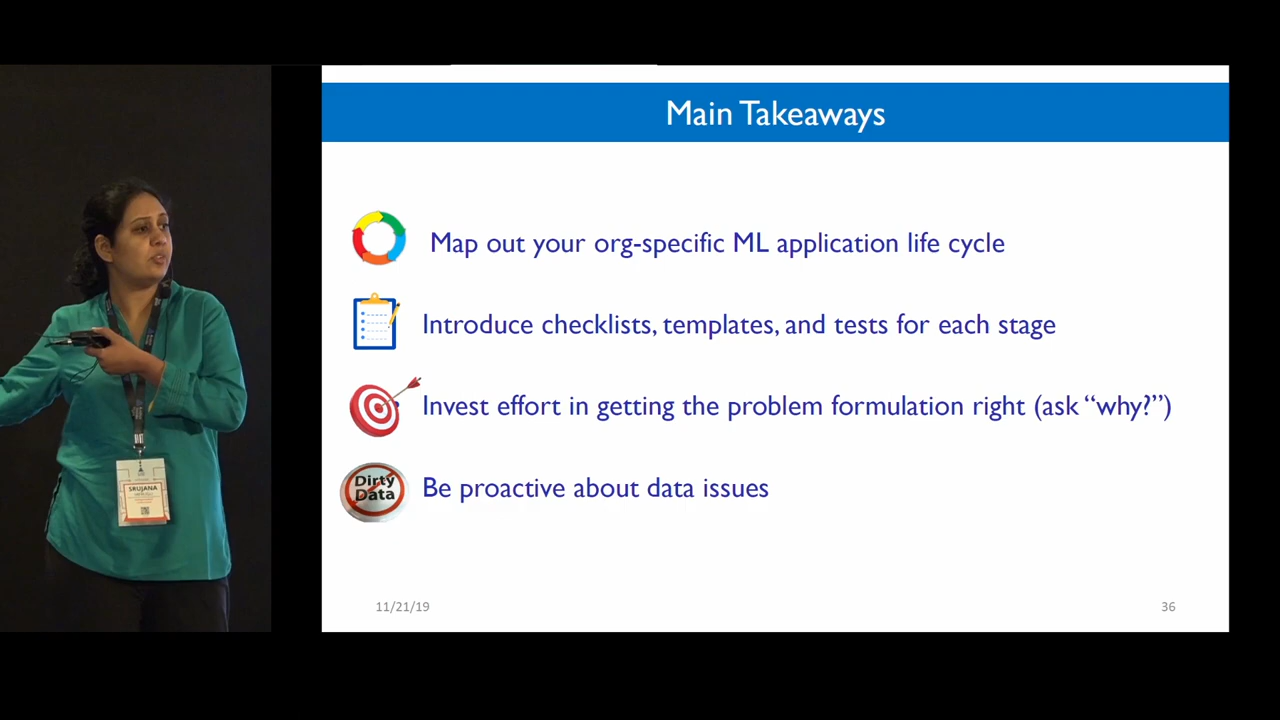 Main Takeaways
Map out your org-specific ML application life cycle
Introduce checklists, templates, and tests for each stage
Invest effort in getting the problem formulation right (ask “why?”)
Dirty
Data
Be proactive about data issues
11/21/19
36
SRUJANA